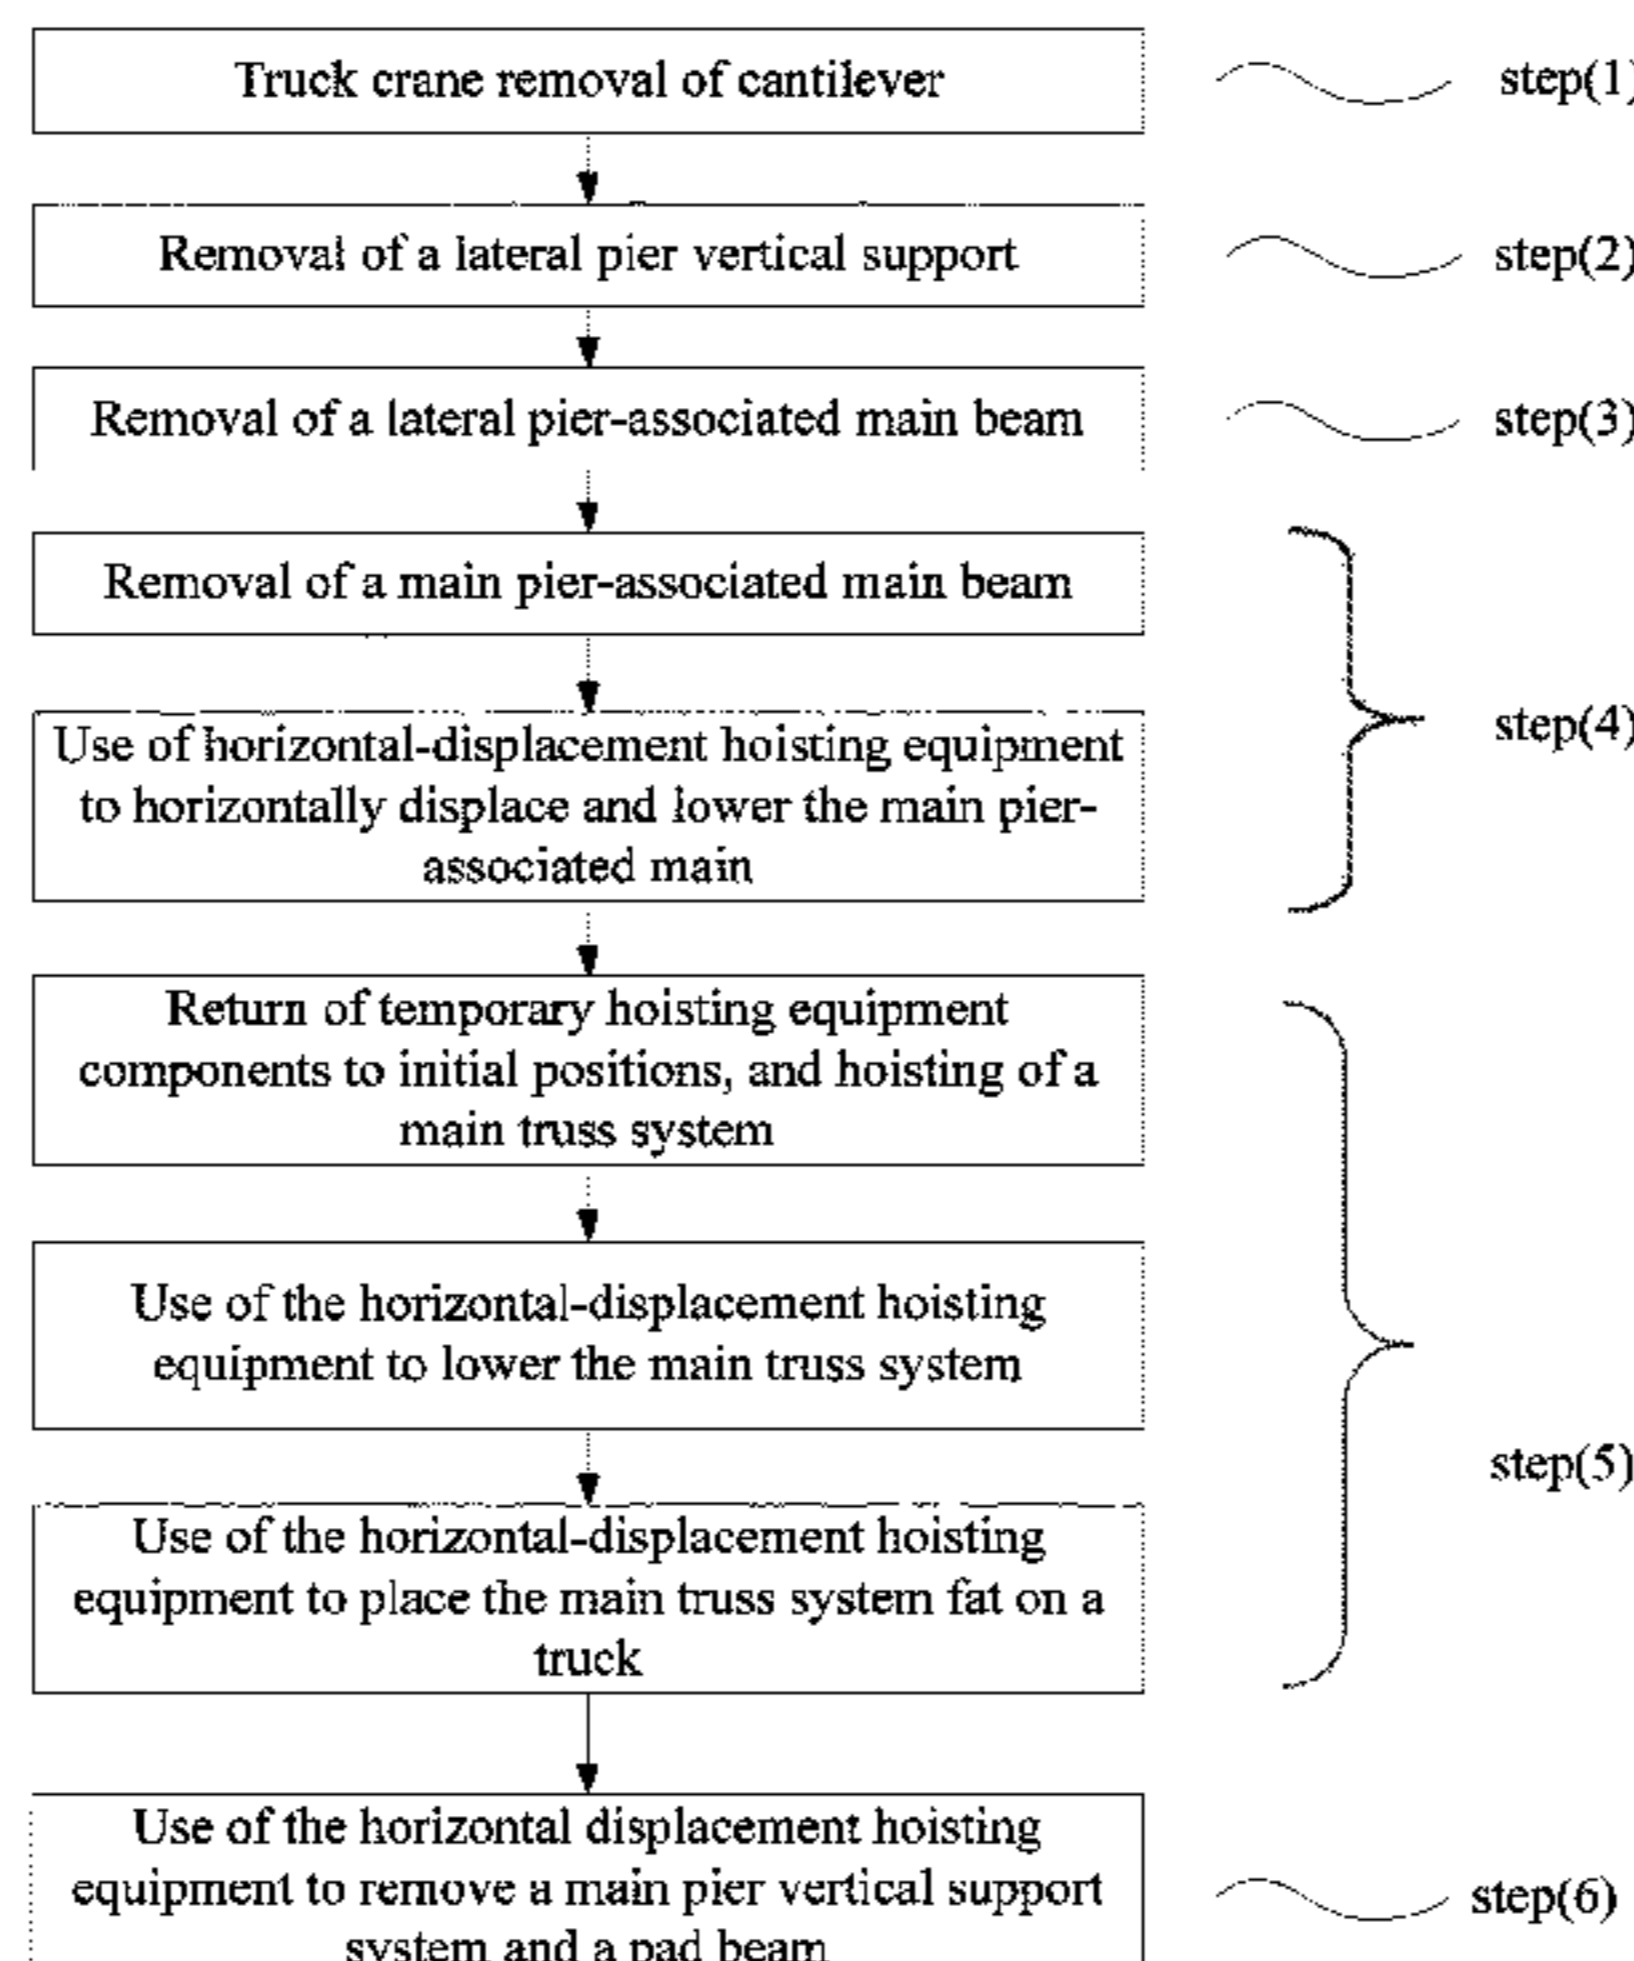 Truck crane removal of cantilever
step(1)
Removal of a lateral pier vertical support
step(2)
Removal of a lateral pier-associated main beam
step(3)
Removal of a main pier-associated main beam
Use of horizontal-displacement hoisting equipment
to horizontally displace and lower the main pier-
associated main
step(4)
Return of temporary hoisting equipment
components to initial positions, and hoisting of a
main truss system
Use of the horizontal-displacement hoisting
equipment to lower the main truss system
Use of the horizontal-displacement hoisting
equipment to place the main truss system fat on a
truck
step(5)
Use of the horizontal displacement hoisting
equipment to remove a main pier vertical support
system and a pad beam
step(6)